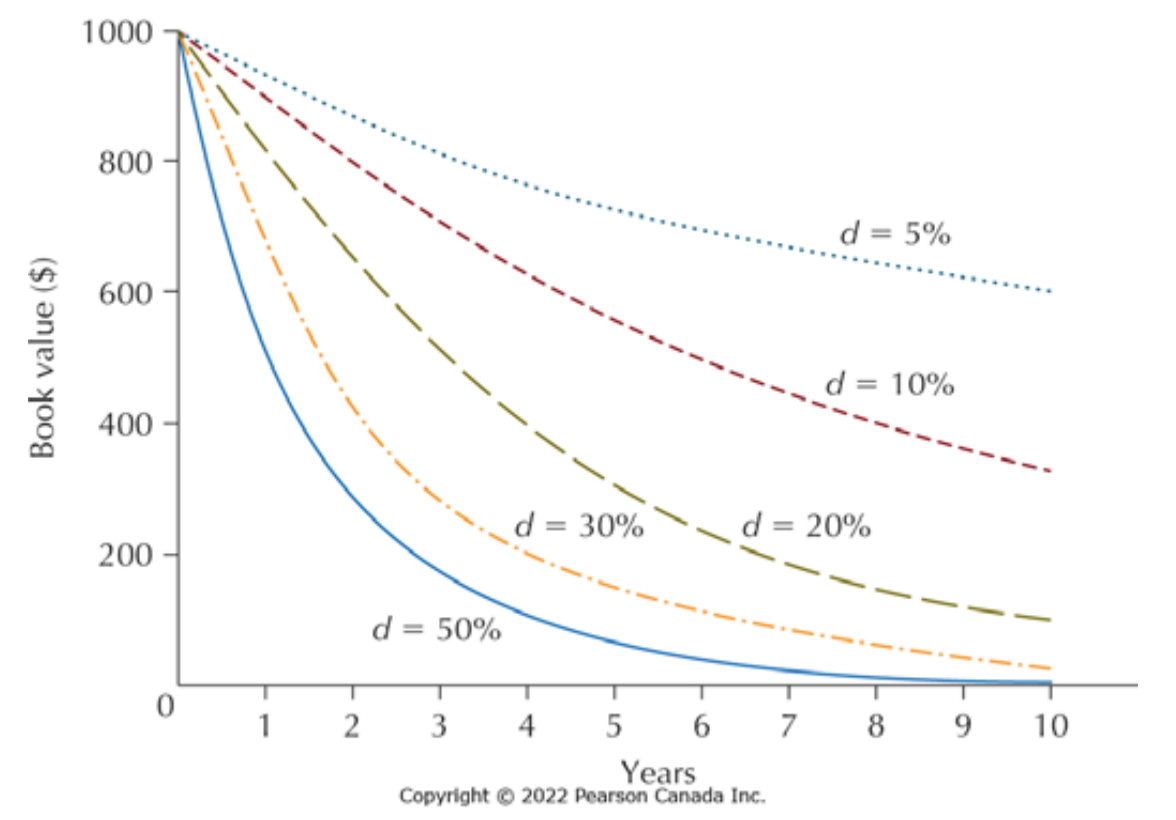 1000
800
600
400
200
0
Book value ($)
d = 5%
d = 10%
d = 30%
d = 20%
d = 50%
1 2 3 4 5 6 7 8 9 10
Years
Copyright © 2022 Pearson Canada Inc.